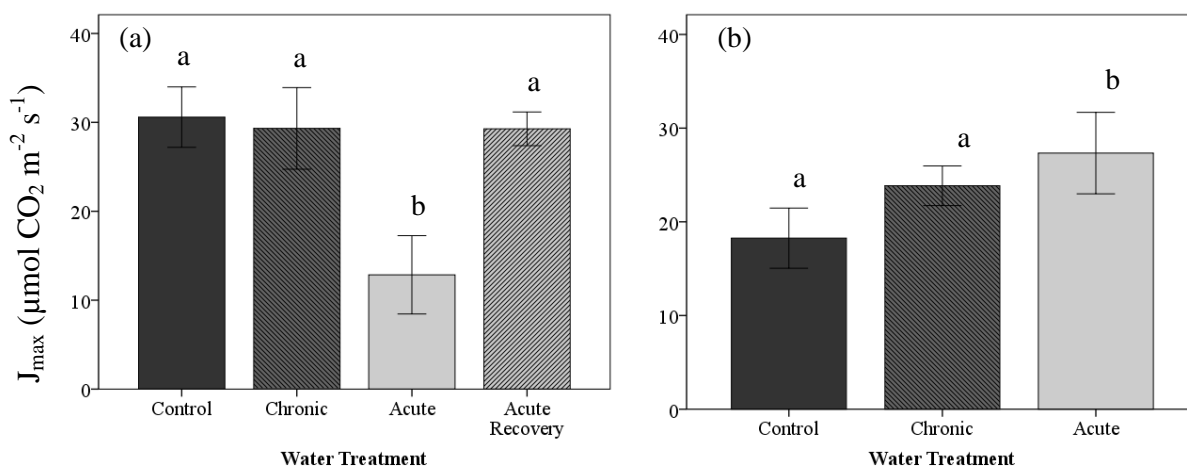 J_max (µmol CO₂ m⁻² s⁻¹)
(a)
40
30
20
10
0
a
a
b
a
Control
Chronic
Acute
Acute
Recovery
Water Treatment
(b)
40
30
20
10
0
a
a
b
Control
Chronic
Acute
Water Treatment